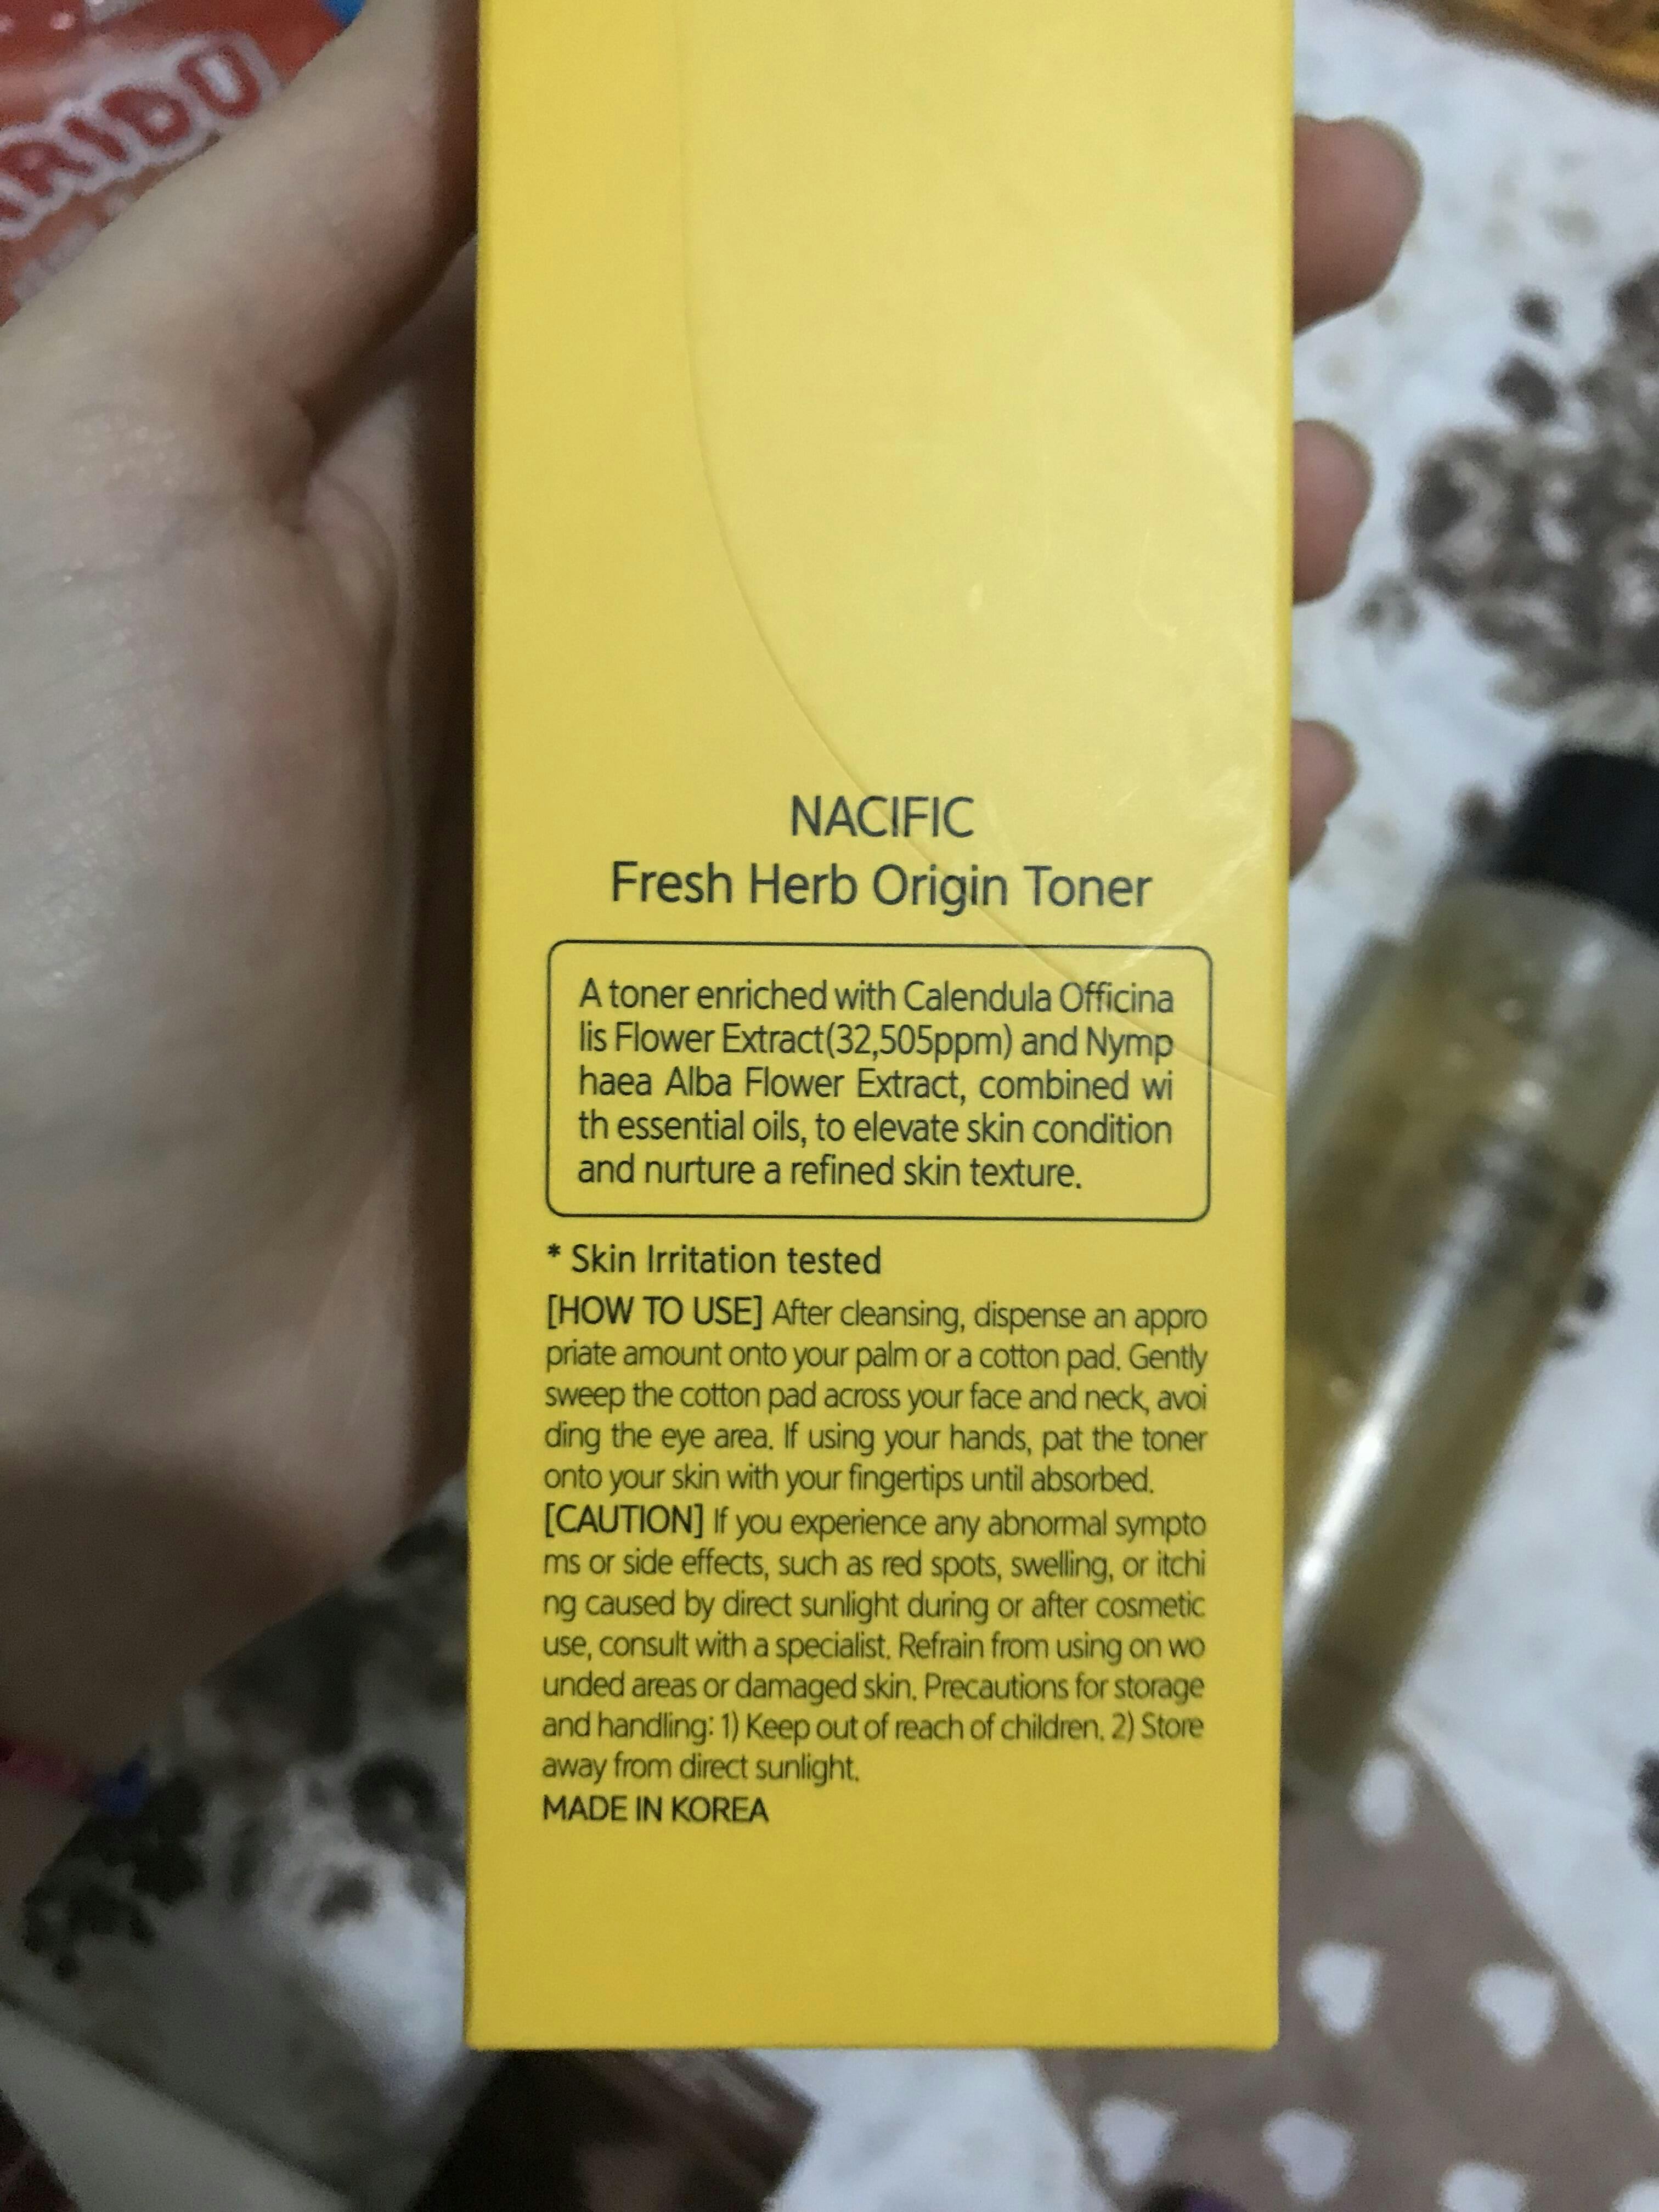 NACIFIC
Fresh Herb Origin Toner
A toner enriched with Calendula Officina
lis Flower Extract(32,505ppm) and Nymp
haea Alba Flower Extract, combined wi
th essential oils, to elevate skin condition
and nurture a refined skin texture.
* Skin Irritation tested
[HOW TO USE] After cleansing, dispense an appro
priate amount onto your palm or a cotton pad. Gently
sweep the cotton pad across your face and neck, avoi
ding the eye area. If using your hands, pat the toner
onto your skin with your fingertips until absorbed.
[CAUTION] If you experience any abnormal sympto
ms or side effects, such as red spots, swelling, or itchi
ng caused by direct sunlight during or after cosmetic
use, consult with a specialist. Refrain from using on wo
unded areas or damaged skin. Precautions for storage
and handling: 1) Keep out of reach of children. 2) Store
away from direct sunlight.
MADE IN KOREA